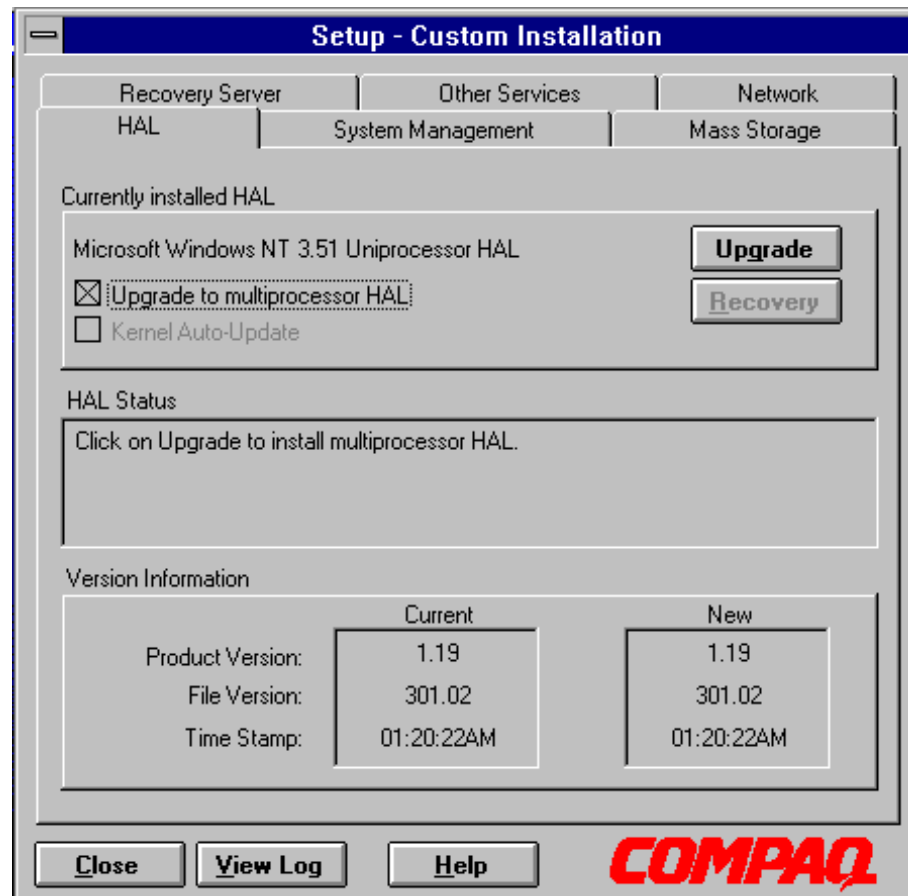 Setup - Custom Installation
Recovery Server Other Services Network
HAL System Management Mass Storage
Currently installed HAL
Microsoft Windows NT 3.51 Uniprocessor HAL
Upgrade
Upgrade to multiprocessor HAL
Recovery
Kernel Auto-Update
HAL Status
Click on Upgrade to install multiprocessor HAL.
Version Information
Current New
Product Version: 1.19 1.19
File Version: 301.02 301.02
Time Stamp: 01:20:22AM 01:20:22AM
Close View Log Help COMPAQ